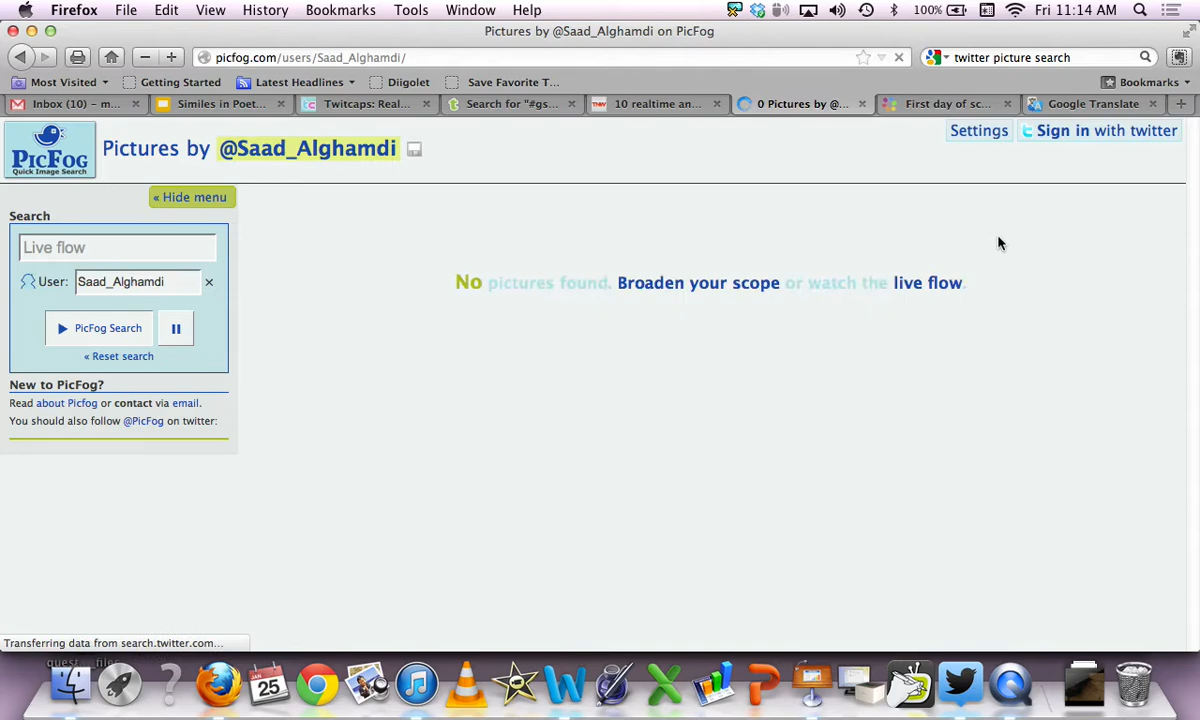 Firefox File Edit View History Bookmarks Tools Window Help 100% Fri 11:14 AM
Pictures by @Saad_Alghamdi on PicFog
picfog.com/users/Saad_Alghamdi/ twitter picture search
Most Visited Getting Started Latest Headlines Diigolet Save Favorite T... Bookmarks
Inbox (10) – m... Similes in Poet... Twitcaps: Real... Search for "#gs... TNW 10 realtime an... 0 Pictures by @... First day of sc... Google Translate
PicFog
Quick Image Search
Pictures by @Saad_Alghamdi
Settings Sign in with twitter
« Hide menu
Search
Live flow
User: Saad_Alghamdi ×
PicFog Search
« Reset search
No pictures found. Broaden your scope or watch the live flow.
New to PicFog?
Read about Picfog or contact via email.
You should also follow @PicFog on twitter:
Transferring data from search.twitter.com...
JAN
25